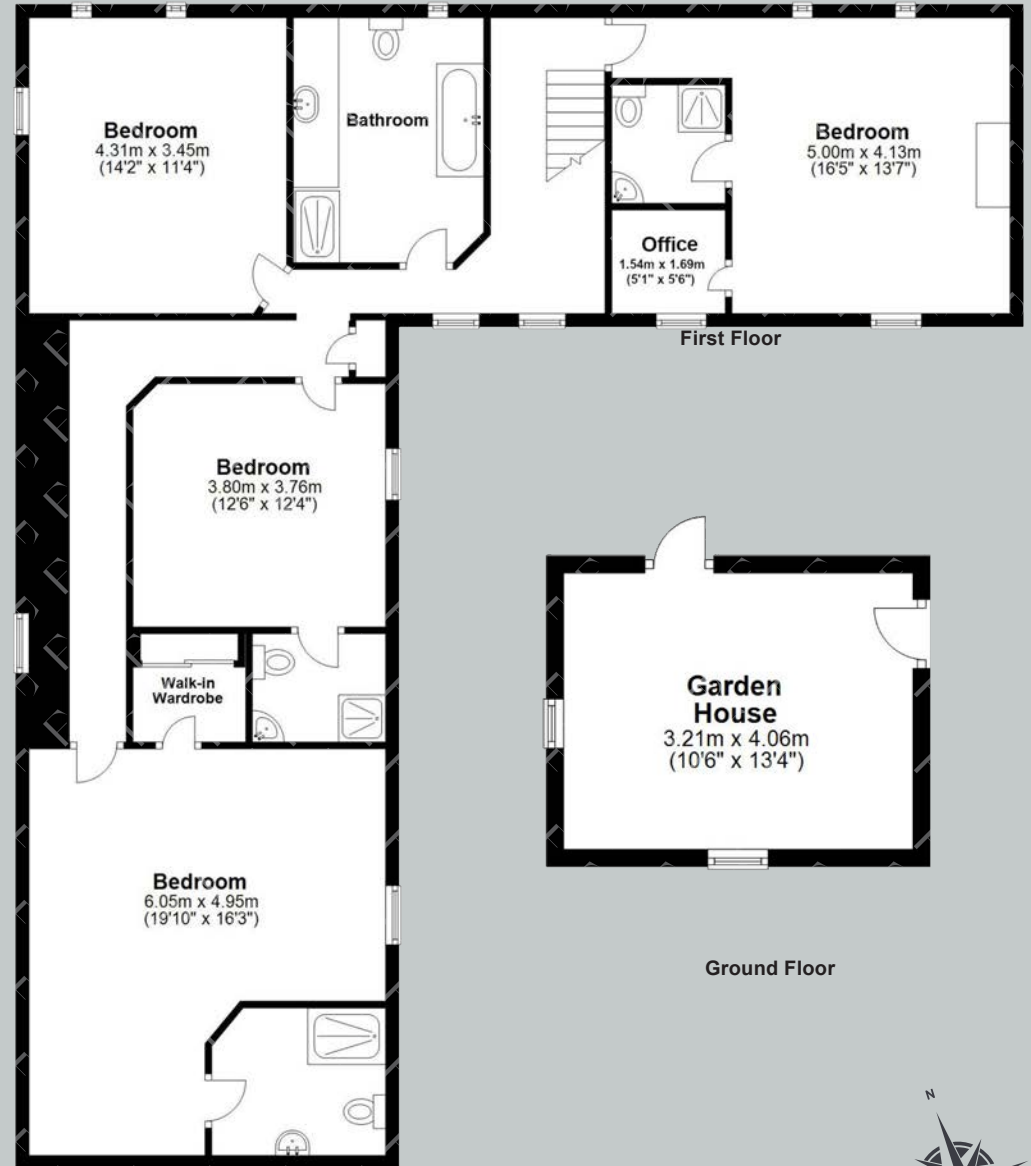 Bedroom
4.31m x 3.45m
(14'2" x 11'4")
Bathroom
Bedroom
5.00m x 4.13m
(16'5" x 13'7")
Office
1.54m x 1.69m
(5'1" x 5'6")
First Floor
Bedroom
3.80m x 3.76m
(12'6" x 12'4")
Walk-in
Wardrobe
Garden
House
3.21m x 4.06m
(10'6" x 13'4")
Bedroom
6.05m x 4.95m
(19'10" x 16'3")
Ground Floor
N